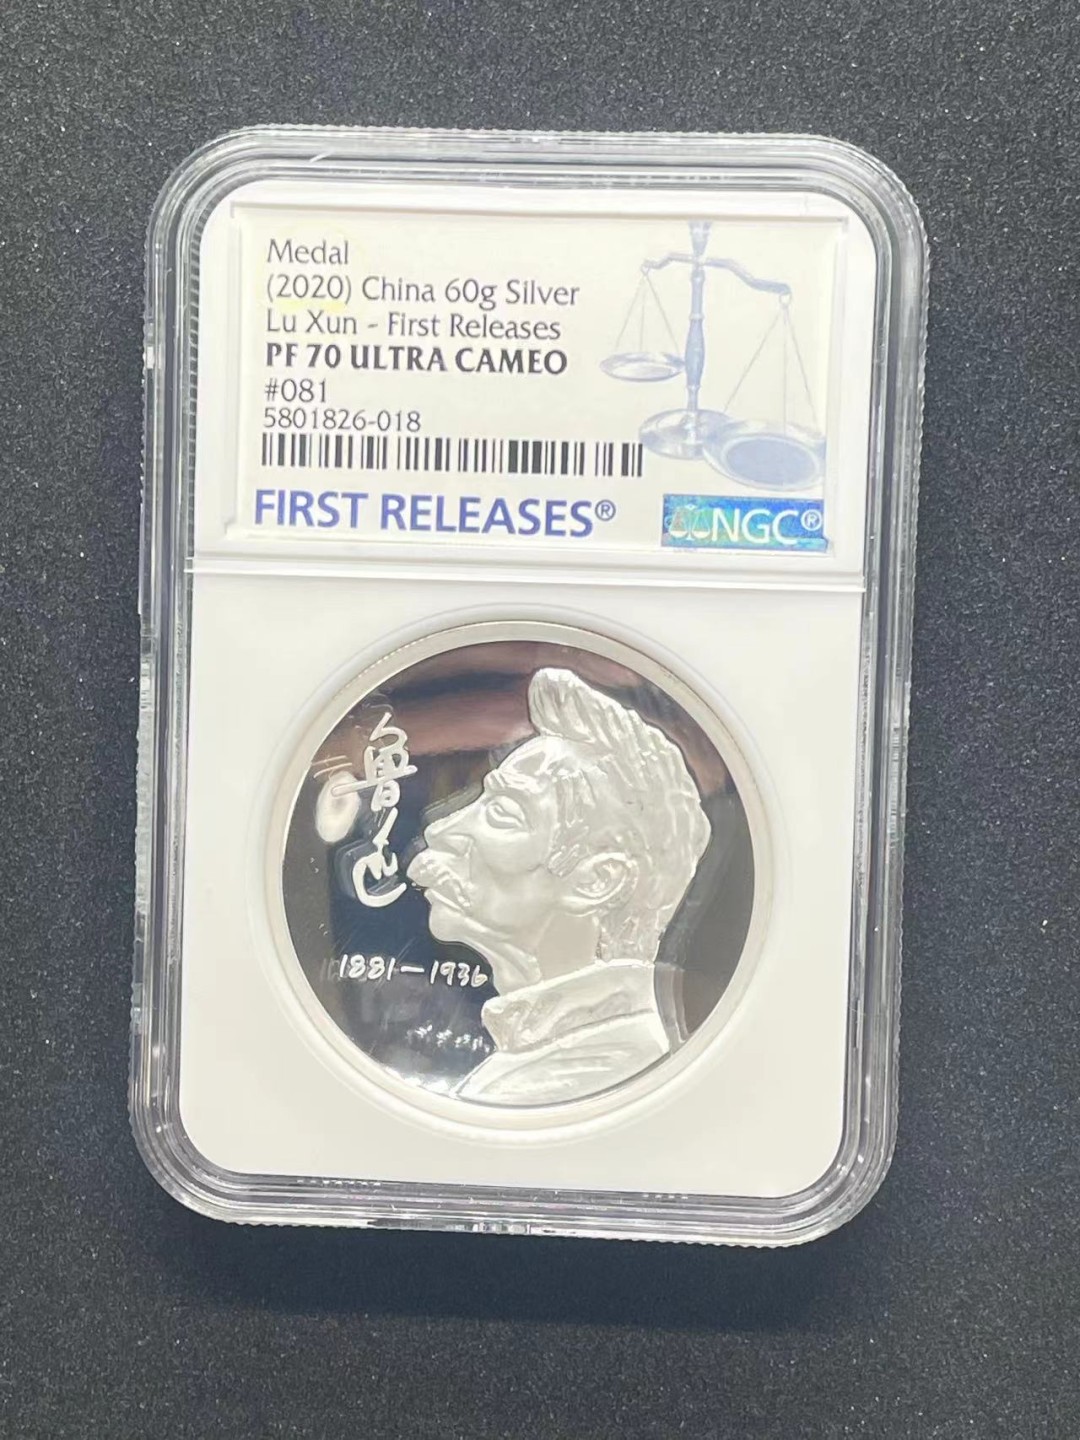 Medal
(2020) China 60g Silver
Lu Xun - First Releases
PF 70 ULTRA CAMEO
#081
5801826-018
FIRST RELEASES®
NGC®
鲁迅
1881-1936